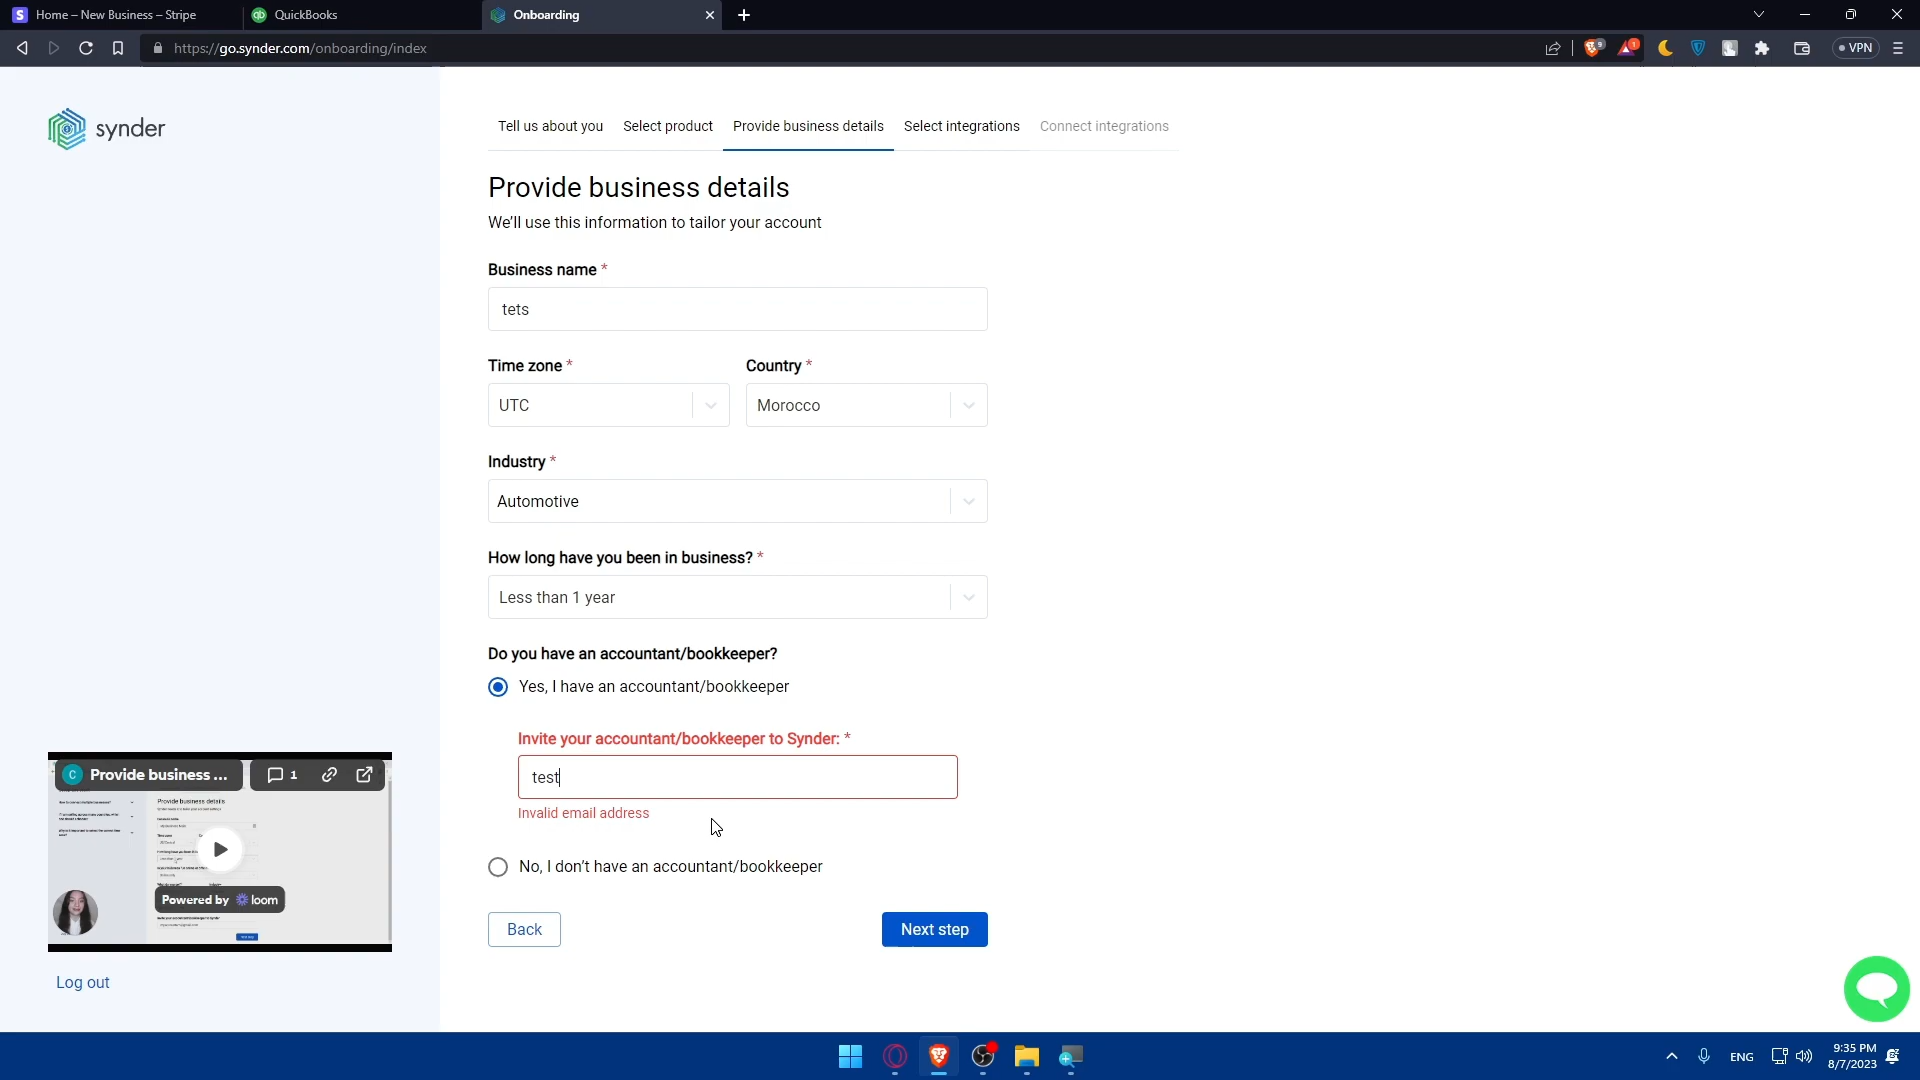 Home – New Business – Stripe
QuickBooks
Onboarding
https://go.synder.com/onboarding/index
VPN
synder
Tell us about you
Select product
Provide business details
Select integrations
Connect integrations
Provide business details
We'll use this information to tailor your account
Business name *
tets
Time zone *
Country *
UTC
Morocco
Industry *
Automotive
How long have you been in business? *
Less than 1 year
Do you have an accountant/bookkeeper?
Yes, I have an accountant/bookkeeper
Invite your accountant/bookkeeper to Synder: *
test
Invalid email address
No, I don't have an accountant/bookkeeper
Back
Next step
C Provide business ...
1
Provide business details
Powered by loom
Log out
ENG
9:35 PM
8/7/2023